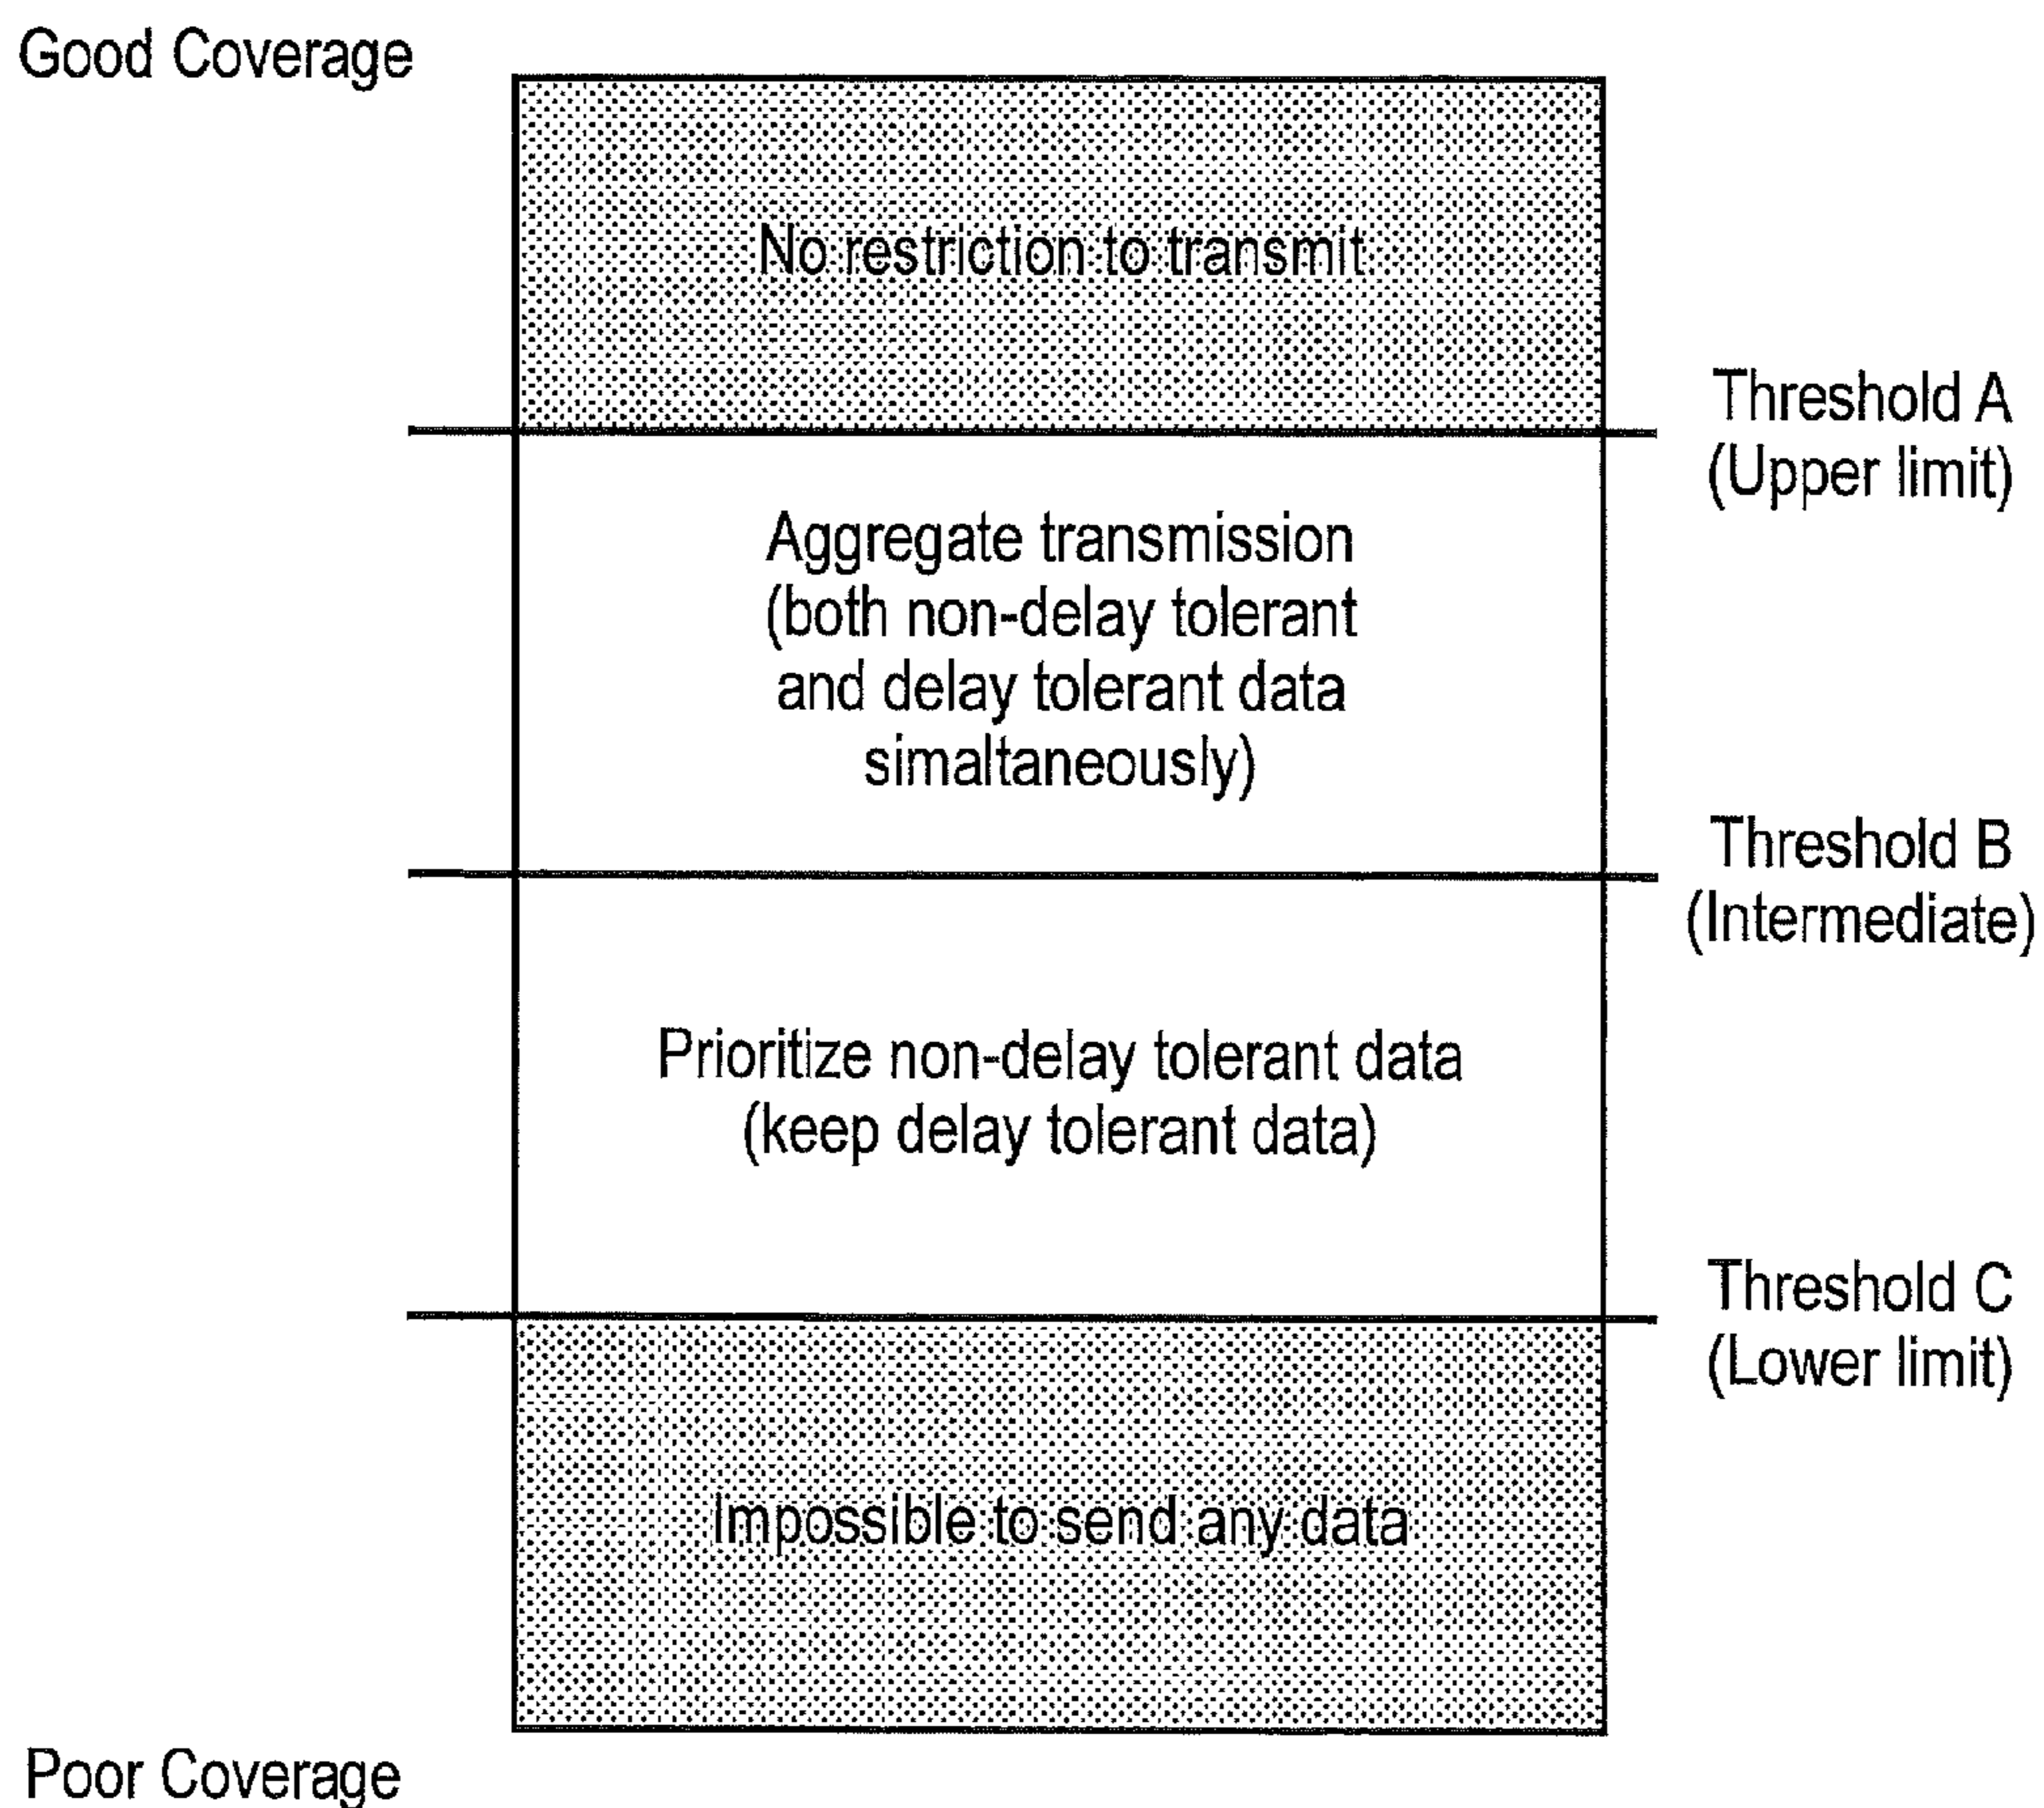 Good Coverage
No restriction to transmit
Threshold A
(Upper limit)
Aggregate transmission
(both non-delay tolerant
and delay tolerant data
simaltaneously)
Threshold B
(Intermediate)
Prioritize non-delay tolerant data
(keep delay tolerant data)
Threshold C
(Lower limit)
Impossible to send any data
Poor Coverage